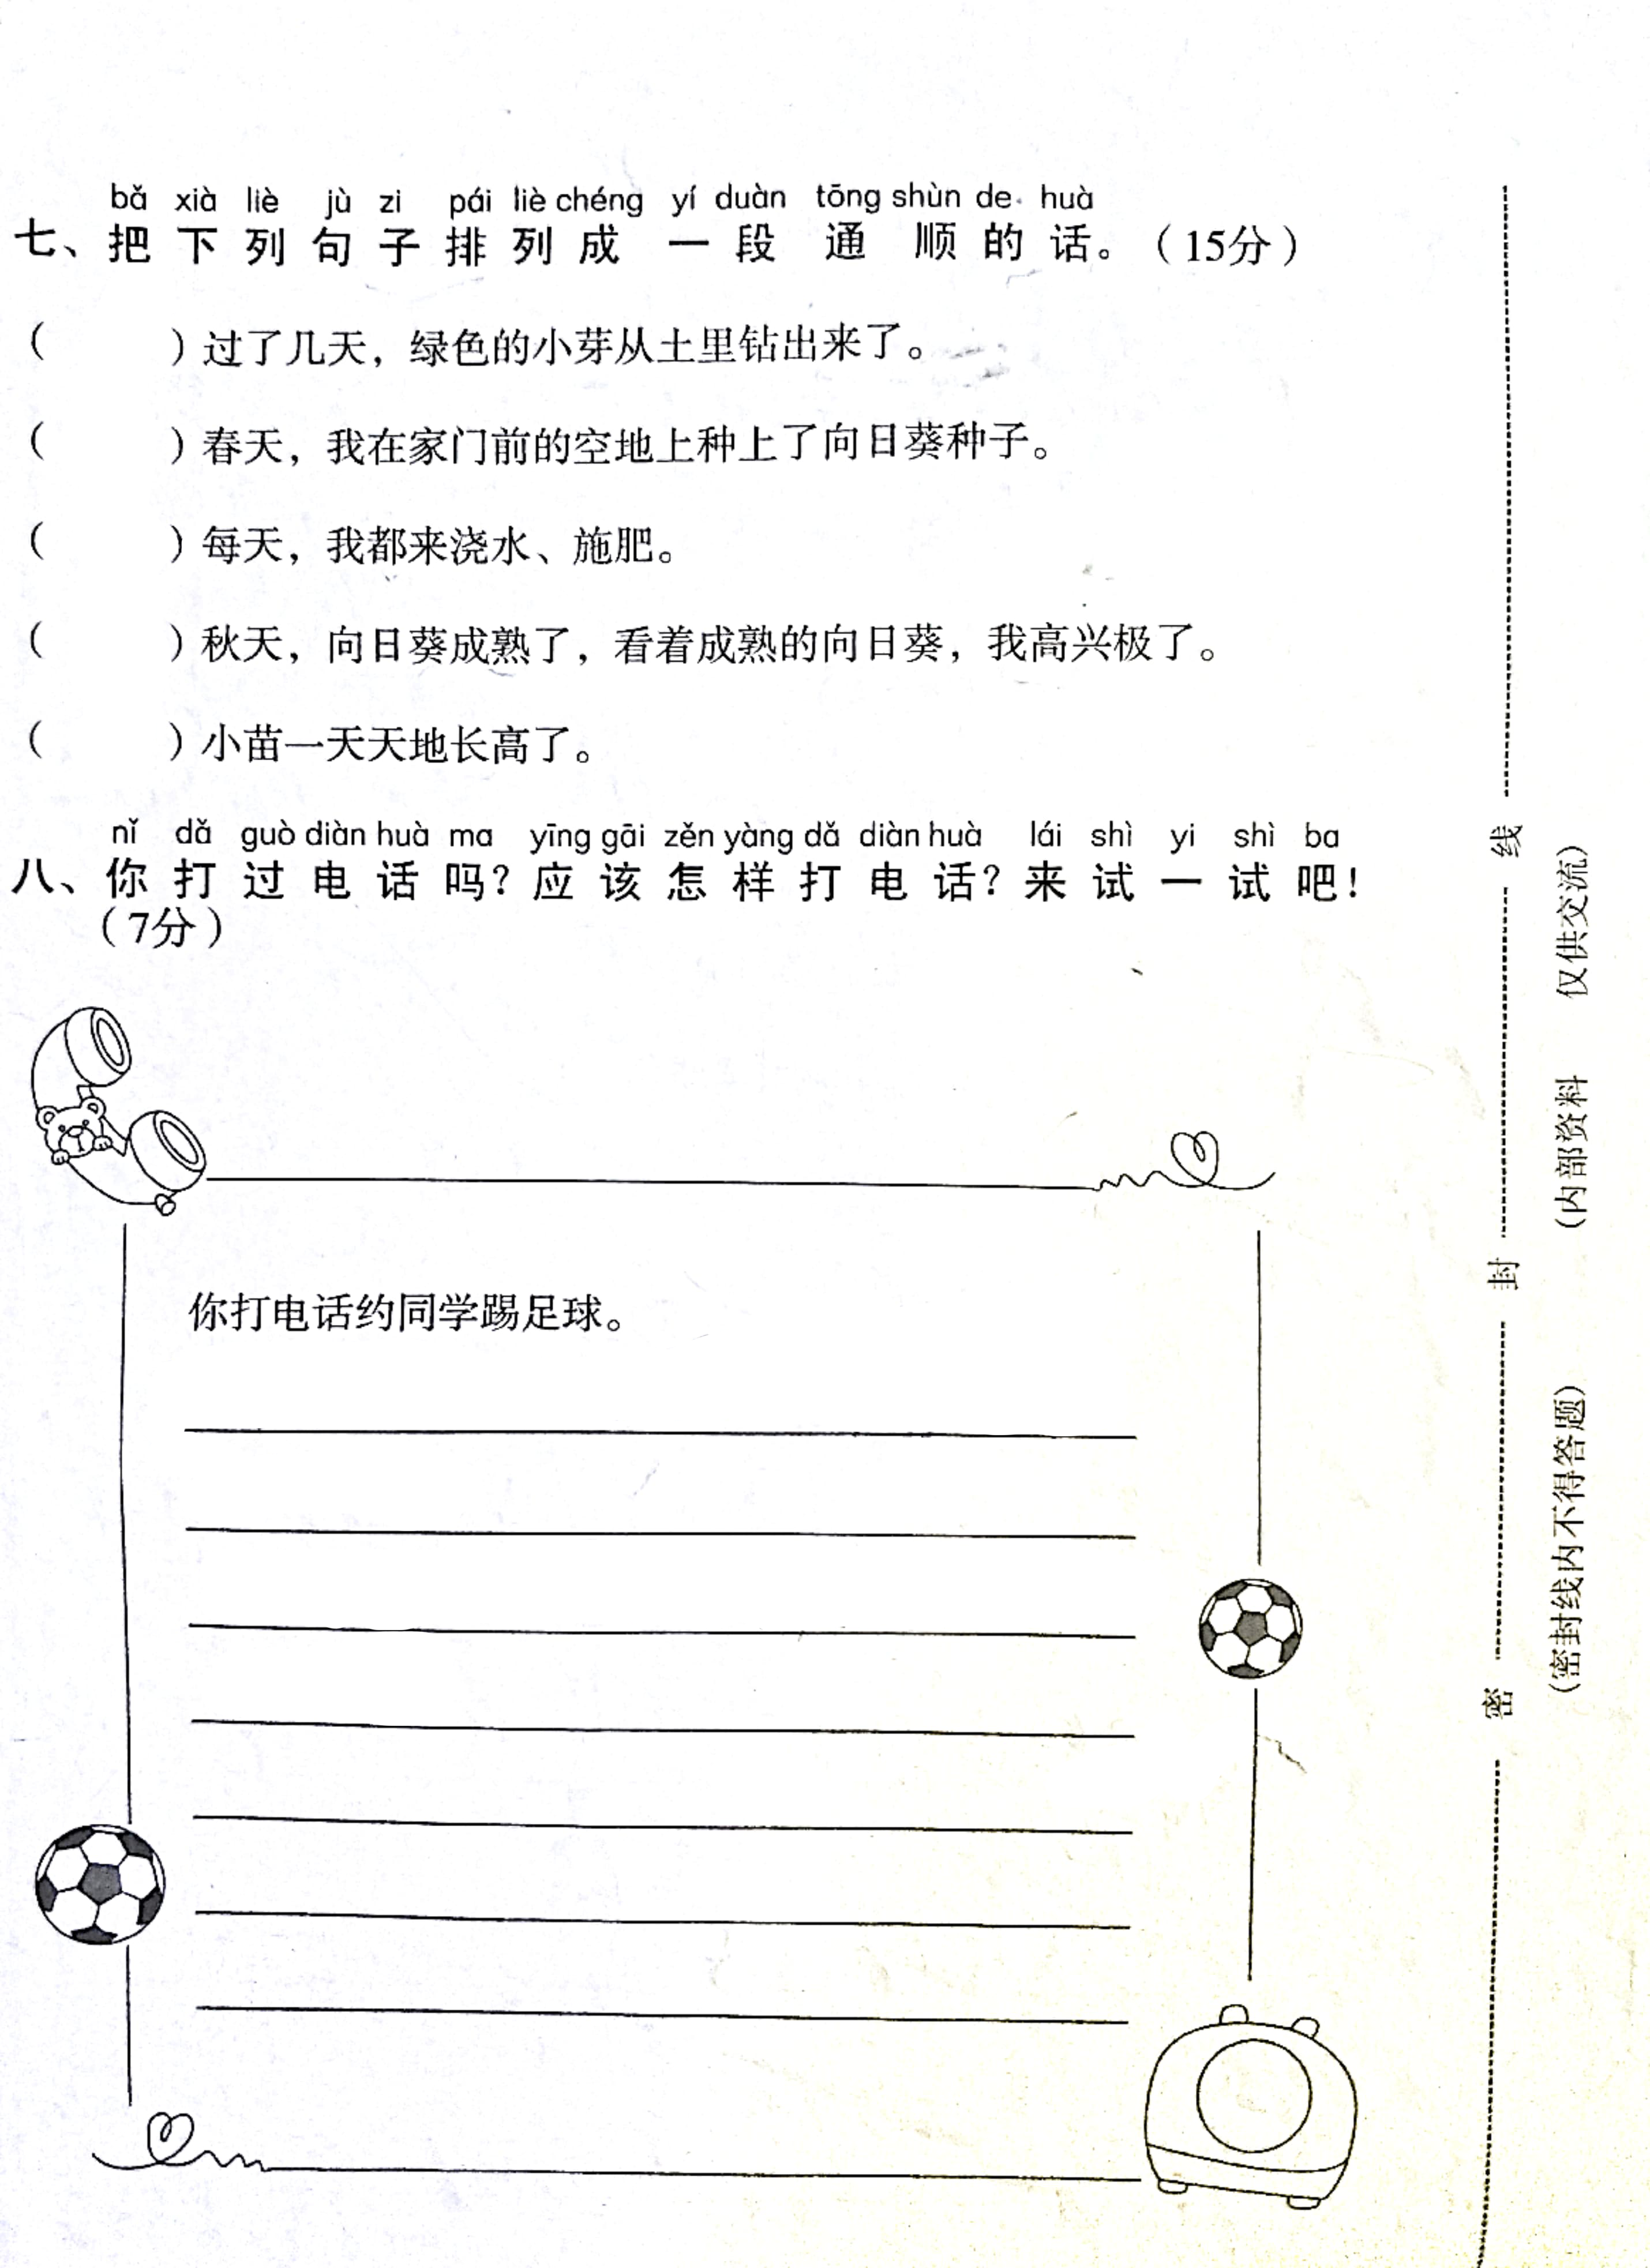 bǎ xià liè jù zi pái liè chéng yí duàn tōng shùn de huà
七、把下列句子排列成一段通顺的话。（15分）
（ ）过了几天，绿色的小芽从土里钻出来了。
（ ）春天，我在家门前的空地上种上了向日葵种子。
（ ）每天，我都来浇水、施肥。
（ ）秋天，向日葵成熟了，看着成熟的向日葵，我高兴极了。
（ ）小苗一天天地长高了。
nǐ dǎ guò diàn huà ma yīng gāi zěn yàng dǎ diàn huà lái shì yi shì ba
八、你打过电话吗？应该怎样打电话？来试一试吧！
（7分）
你打电话约同学踢足球。
密 封 线
（密封线内不得答题） （内部资料 仅供交流）